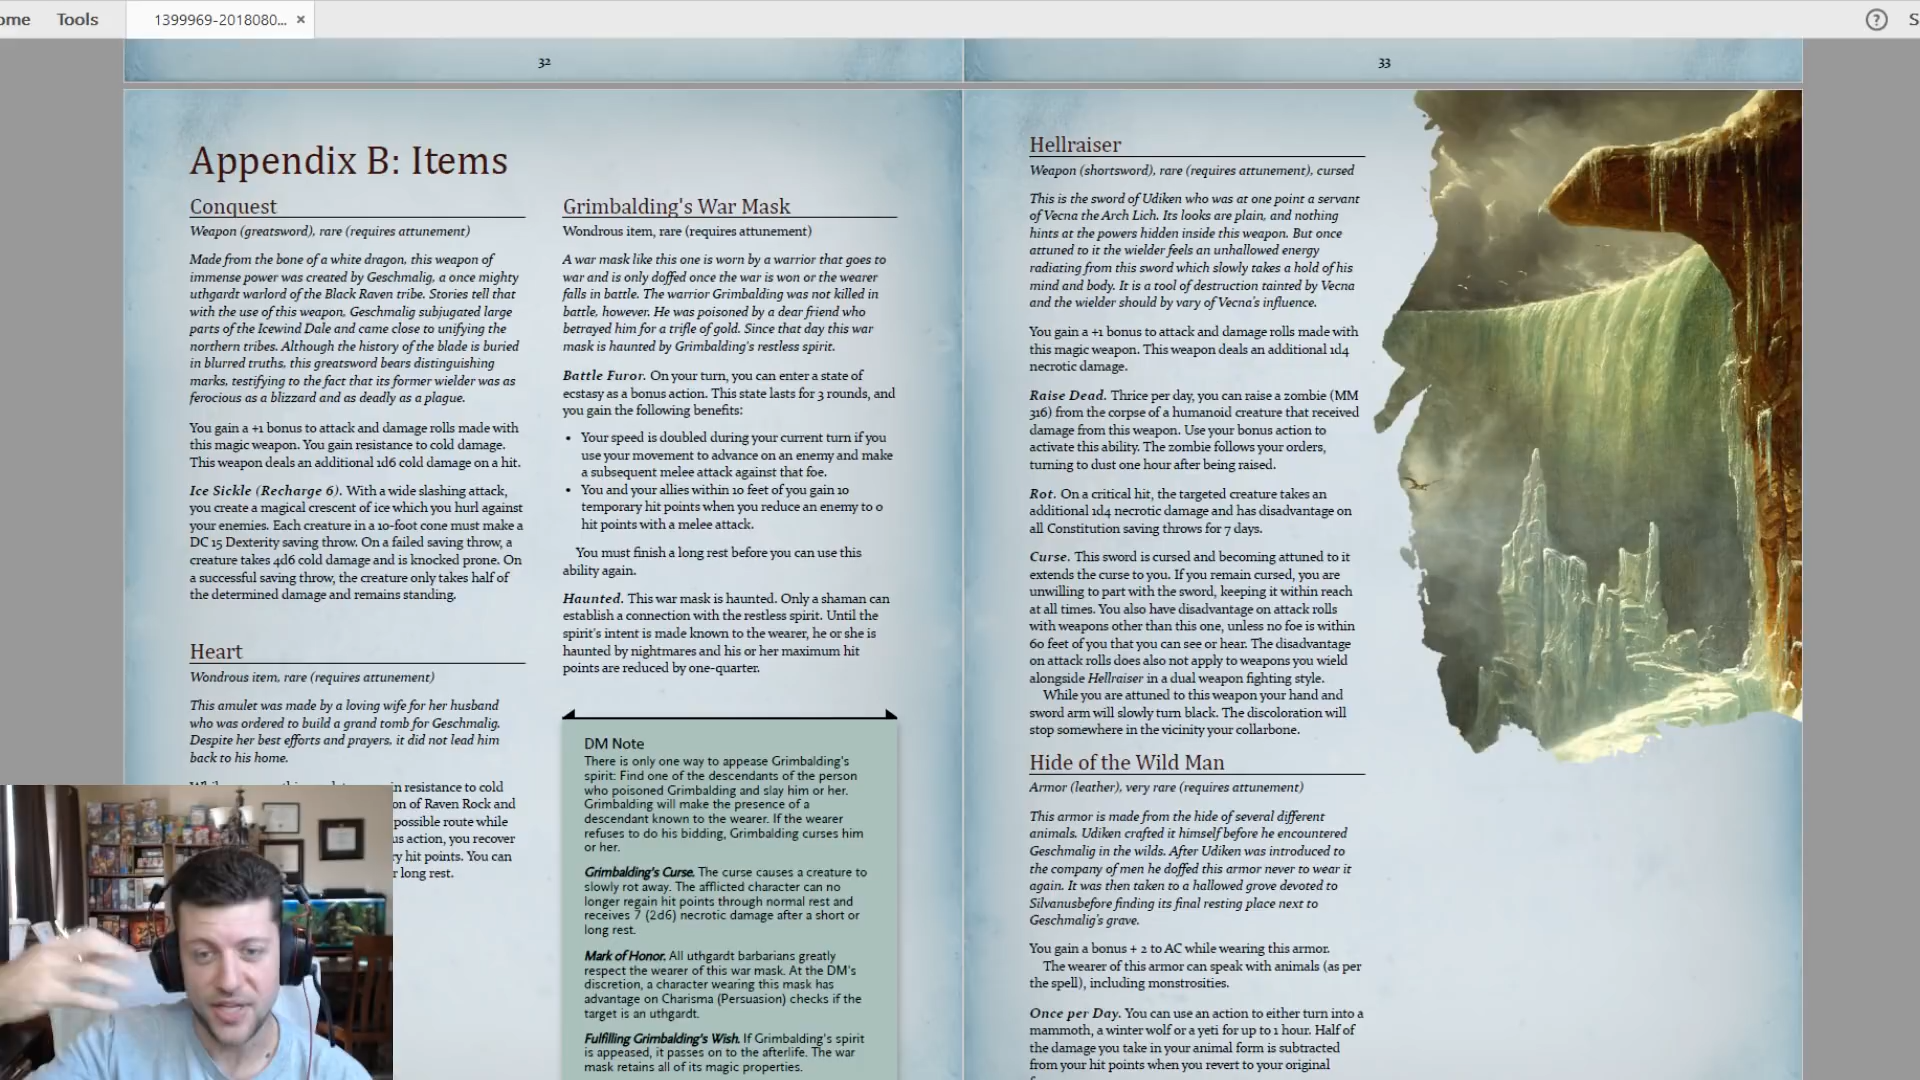 ome
Tools
1399969-2018080...
×
?
S
32
33
Appendix B: Items
Conquest
Weapon (greatsword), rare (requires attunement)
Made from the bone of a white dragon, this weapon of
immense power was created by Geschmalig, a once mighty
uthgardt warlord of the Black Raven tribe. Stories tell that
with the use of this weapon, Geschmalig subjugated large
parts of the Icewind Dale and came close to unifying the
northern tribes. Although the history of the blade is buried
in blurred truths, this greatsword bears distinguishing
marks, testifying to the fact that its former wielder was as
ferocious as a blizzard and as deadly as a plague.
You gain a +1 bonus to attack and damage rolls made with
this magic weapon. You gain resistance to cold damage.
This weapon deals an additional 1d6 cold damage on a hit.
Ice Sickle (Recharge 6). With a wide slashing attack,
you create a magical crescent of ice which you hurl against
your enemies. Each creature in a 10-foot cone must make a
DC 15 Dexterity saving throw. On a failed saving throw, a
creature takes 4d6 cold damage and is knocked prone. On
a successful saving throw, the creature only takes half of
the determined damage and remains standing.
Heart
Wondrous item, rare (requires attunement)
This amulet was made by a loving wife for her husband
who was ordered to build a grand tomb for Geschmalig.
Despite her best efforts and prayers, it did not lead him
back to his home.
in resistance to cold
on of Raven Rock and
possible route while
us action, you recover
ry hit points. You can
r long rest.
Grimbalding's War Mask
Wondrous item, rare (requires attunement)
A war mask like this one is worn by a warrior that goes to
war and is only doffed once the war is won or the wearer
falls in battle. The warrior Grimbalding was not killed in
battle, however. He was poisoned by a dear friend who
betrayed him for a trifle of gold. Since that day this war
mask is haunted by Grimbalding's restless spirit.
Battle Furor. On your turn, you can enter a state of
ecstasy as a bonus action. This state lasts for 3 rounds, and
you gain the following benefits:
• Your speed is doubled during your current turn if you
use your movement to advance on an enemy and make
a subsequent melee attack against that foe.
• You and your allies within 10 feet of you gain 10
temporary hit points when you reduce an enemy to 0
hit points with a melee attack.
You must finish a long rest before you can use this
ability again.
Haunted. This war mask is haunted. Only a shaman can
establish a connection with the restless spirit. Until the
spirit's intent is made known to the wearer, he or she is
haunted by nightmares and his or her maximum hit
points are reduced by one-quarter.
DM Note
There is only one way to appease Grimbalding's
spirit: Find one of the descendants of the person
who poisoned Grimbalding and slay him or her.
Grimbalding will make the presence of a
descendant known to the wearer. If the wearer
refuses to do his bidding, Grimbalding curses him
or her.
Grimbalding's Curse. The curse causes a creature to
slowly rot away. The afflicted character can no
longer regain hit points through normal rest and
receives 7 (2d6) necrotic damage after a short or
long rest.
Mark of Honor. All uthgardt barbarians greatly
respect the wearer of this war mask. At the DM's
discretion, a character wearing this mask has
advantage on Charisma (Persuasion) checks if the
target is an uthgardt.
Fulfilling Grimbalding's Wish. If Grimbalding's spirit
is appeased, it passes on to the afterlife. The war
mask retains all of its magic properties.
Hellraiser
Weapon (shortsword), rare (requires attunement), cursed
This is the sword of Udiken who was at one point a servant
of Vecna the Arch Lich. Its looks are plain, and nothing
hints at the powers hidden inside this weapon. But once
attuned to it the wielder feels an unhallowed energy
radiating from this sword which slowly takes a hold of his
mind and body. It is a tool of destruction tainted by Vecna
and the wielder should by vary of Vecna's influence.
You gain a +1 bonus to attack and damage rolls made with
this magic weapon. This weapon deals an additional 1d4
necrotic damage.
Raise Dead. Thrice per day, you can raise a zombie (MM
316) from the corpse of a humanoid creature that received
damage from this weapon. Use your bonus action to
activate this ability. The zombie follows your orders,
turning to dust one hour after being raised.
Rot. On a critical hit, the targeted creature takes an
additional 1d4 necrotic damage and has disadvantage on
all Constitution saving throws for 7 days.
Curse. This sword is cursed and becoming attuned to it
extends the curse to you. If you remain cursed, you are
unwilling to part with the sword, keeping it within reach
at all times. You also have disadvantage on attack rolls
with weapons other than this one, unless no foe is within
60 feet of you that you can see or hear. The disadvantage
on attack rolls does also not apply to weapons you wield
alongside Hellraiser in a dual weapon fighting style.
While you are attuned to this weapon your hand and
sword arm will slowly turn black. The discoloration will
stop somewhere in the vicinity your collarbone.
Hide of the Wild Man
Armor (leather), very rare (requires attunement)
This armor is made from the hide of several different
animals. Udiken crafted it himself before he encountered
Geschmalig in the wilds. After Udiken was introduced to
the company of men he doffed this armor never to wear it
again. It was then taken to a hallowed grove devoted to
Silvanusbefore finding its final resting place next to
Geschmalig's grave.
You gain a bonus + 2 to AC while wearing this armor.
The wearer of this armor can speak with animals (as per
the spell), including monstrosities.
Once per Day. You can use an action to either turn into a
mammoth, a winter wolf or a yeti for up to 1 hour. Half of
the damage you take in your animal form is subtracted
from your hit points when you revert to your original